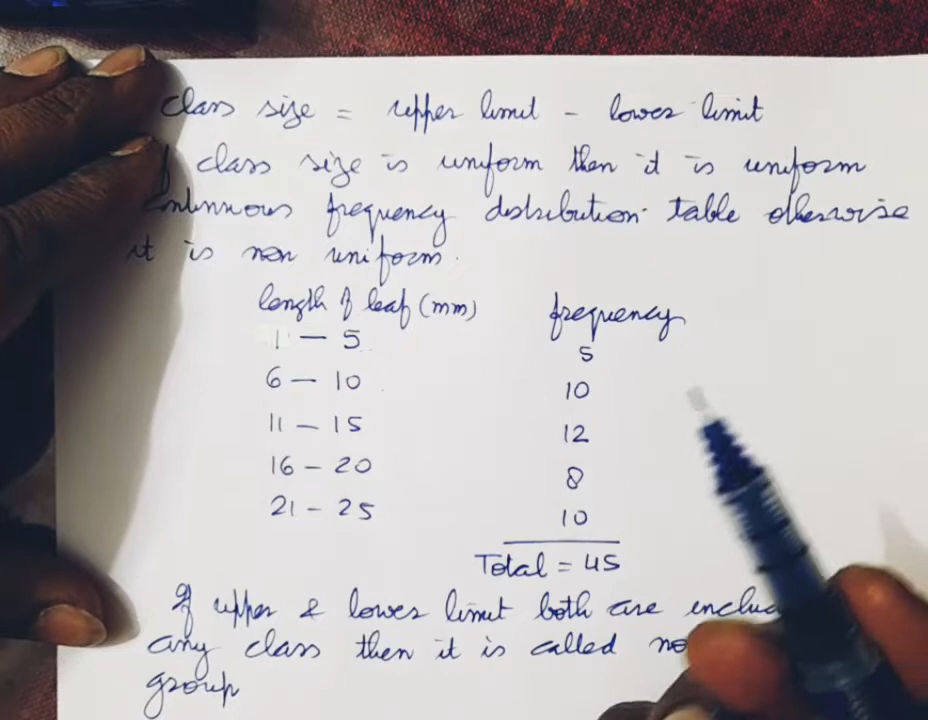 class size = upper limit - lower limit
class size is uniform then it is uniform
frequency distribution table otherwise
it is non uniform.
length of leaf (mm) frequency
1 - 5 5
6 - 10 10
11 - 15 12
16 - 20 8
21 - 25 10
Total = 45
If upper & lower limit both are
any class then it is called
group